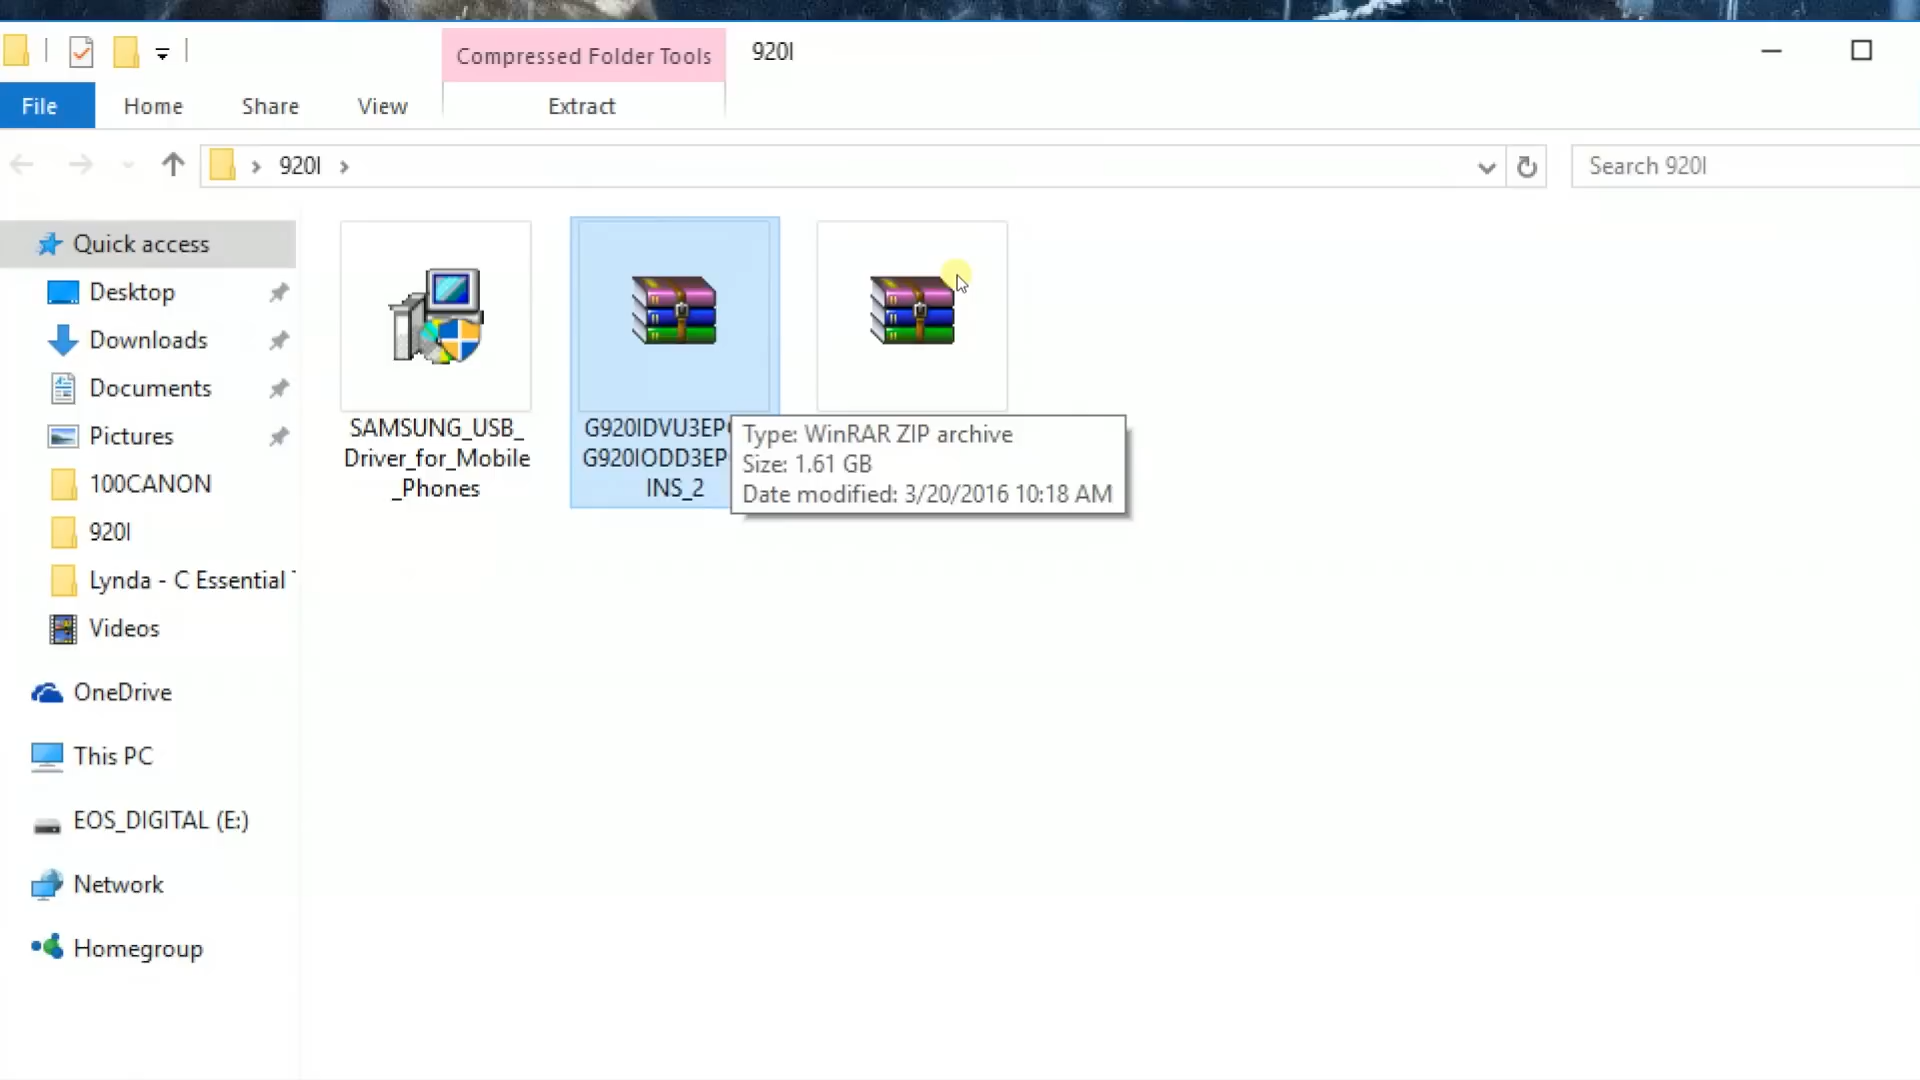 Compressed Folder Tools
920I
File
Home
Share
View
Extract
920I
Search 920I
Quick access
Desktop
Downloads
Documents
Pictures
100CANON
920I
Lynda - C Essential
Videos
OneDrive
This PC
EOS_DIGITAL (E:)
Network
Homegroup
SAMSUNG_USB_
Driver_for_Mobile
_Phones
G920IDVU3EP
G920IODD3EP
INS_2
Type: WinRAR ZIP archive
Size: 1.61 GB
Date modified: 3/20/2016 10:18 AM